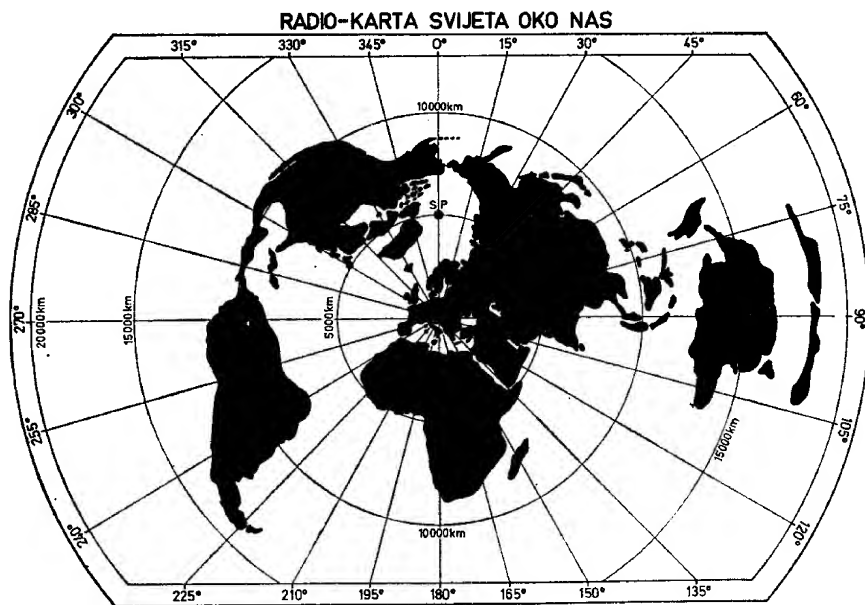 RADIO-KARTA SVIJETA OKO NAS
315° 330° 345° 0° 15° 30° 45°
300° 10000km 60°
285° S.P. 75°
270° 20000km 15000km 5000km 90°
255° 15000km 105°
240° 10000km 120°
225° 210° 195° 180° 165° 150° 135°